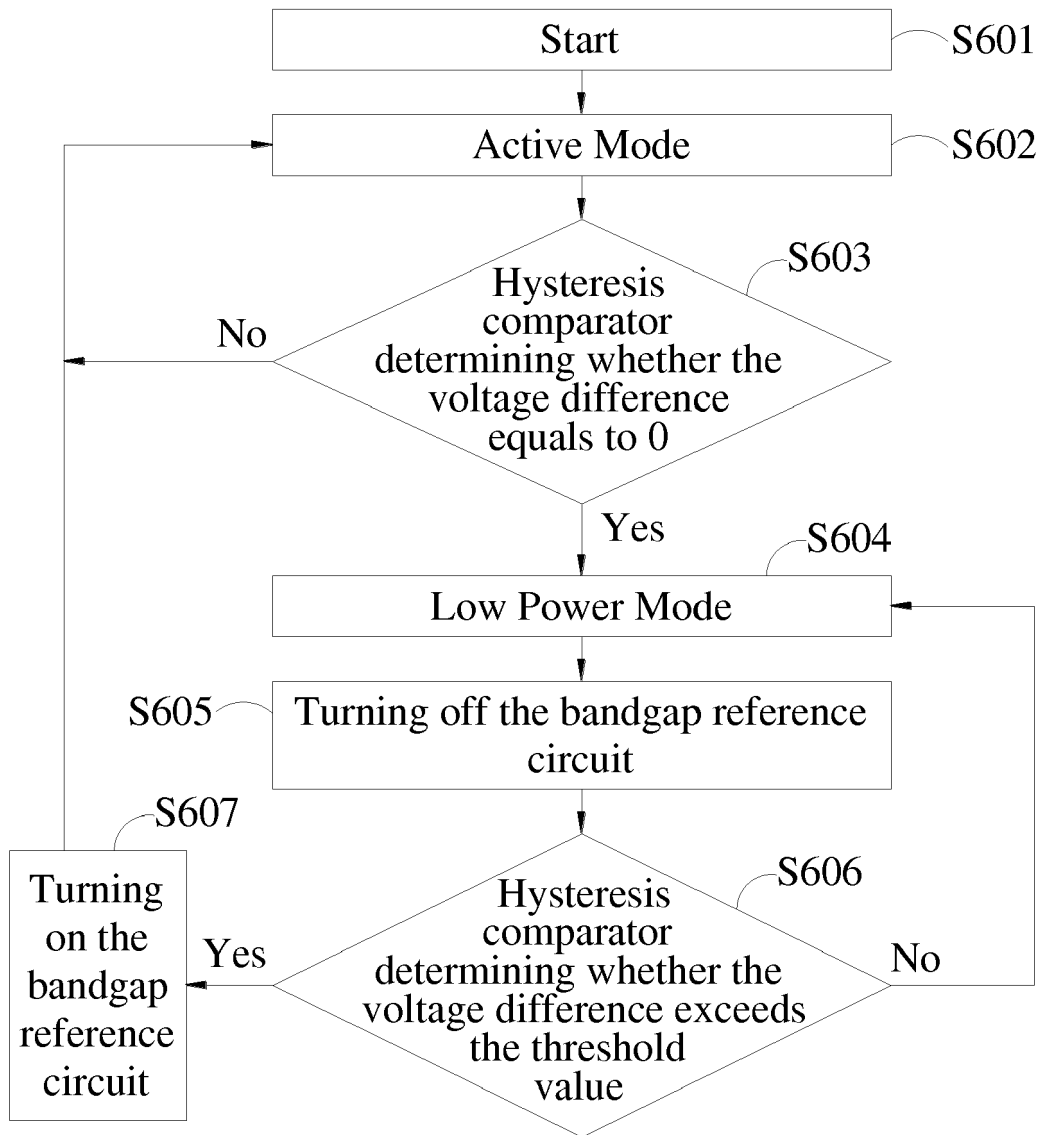 Start
S601
Active Mode
S602
S603
Hysteresis
comparator
determining whether the
voltage difference
equals to 0
No
Yes
S604
Low Power Mode
S605
Turning off the bandgap reference
circuit
S607
Turning
on the
bandgap
reference
circuit
Yes
S606
Hysteresis
comparator
determining whether the
voltage difference exceeds
the threshold
value
No